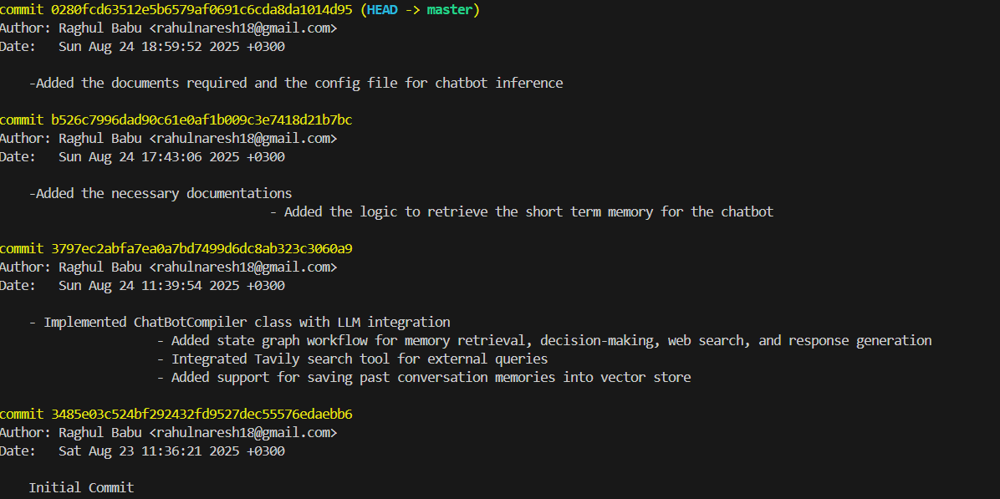 commit 0280fcd63512e5b6579af0691c6cda8da1014d95 (HEAD -> master)
Author: Raghul Babu <rahulnaresh18@gmail.com>
Date:   Sun Aug 24 18:59:52 2025 +0300
-Added the documents required and the config file for chatbot inference
commit b526c7996dad90c61e0af1b009c3e7418d21b7bc
Author: Raghul Babu <rahulnaresh18@gmail.com>
Date:   Sun Aug 24 17:43:06 2025 +0300
-Added the necessary documentations
- Added the logic to retrieve the short term memory for the chatbot
commit 3797ec2abfa7ea0a7bd7499d6dc8ab323c3060a9
Author: Raghul Babu <rahulnaresh18@gmail.com>
Date:   Sun Aug 24 11:39:54 2025 +0300
- Implemented ChatBotCompiler class with LLM integration
- Added state graph workflow for memory retrieval, decision-making, web search, and response generation
- Integrated Tavily search tool for external queries
- Added support for saving past conversation memories into vector store
commit 3485e03c524bf292432fd9527dec55576edaebb6
Author: Raghul Babu <rahulnaresh18@gmail.com>
Date:   Sat Aug 23 11:36:21 2025 +0300
Initial Commit